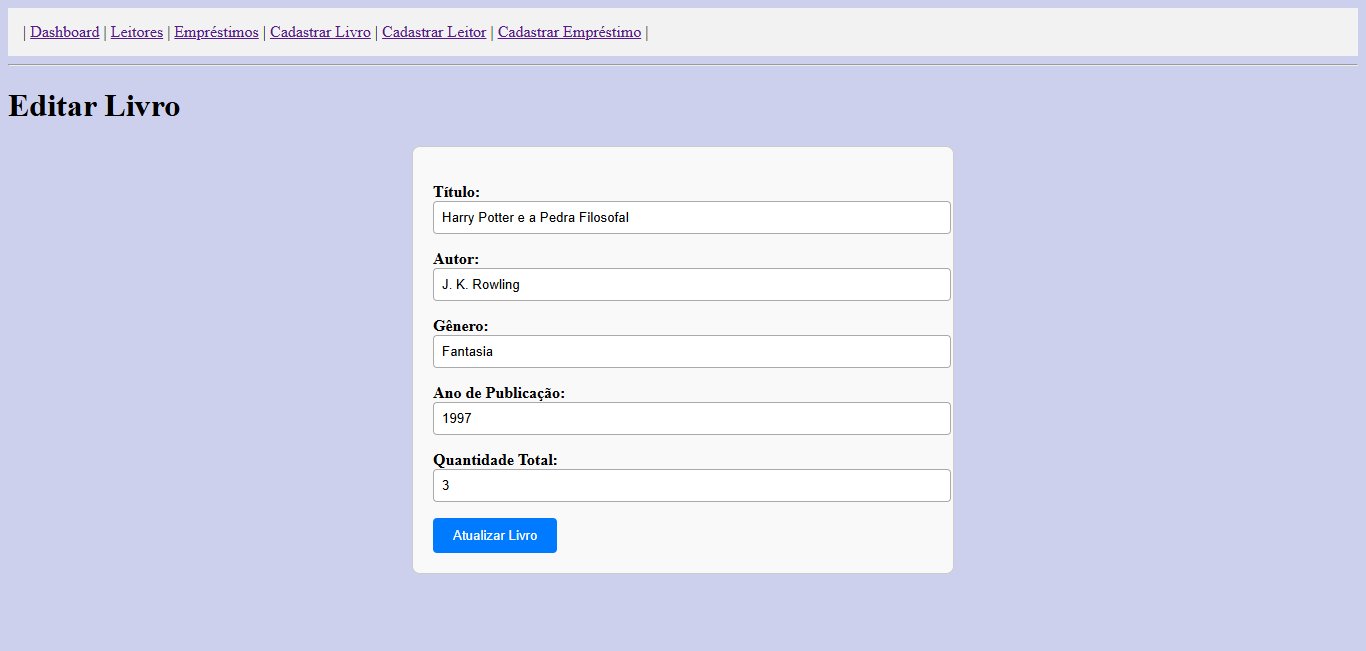 | Dashboard | Leitores | Empréstimos | Cadastrar Livro | Cadastrar Leitor | Cadastrar Empréstimo |
Editar Livro
Título:
Harry Potter e a Pedra Filosofal
Autor:
J. K. Rowling
Gênero:
Fantasia
Ano de Publicação:
1997
Quantidade Total:
3
Atualizar Livro